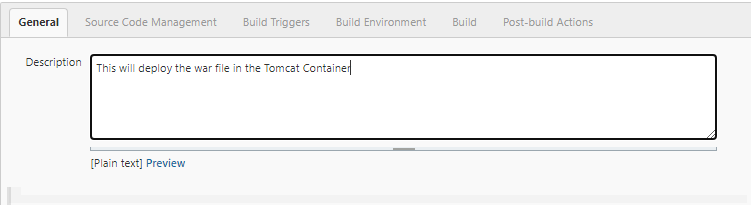 General Source Code Management Build Triggers Build Environment Build Post-build Actions
Description This will deploy the war file in the Tomcat Container
[Plain text] Preview